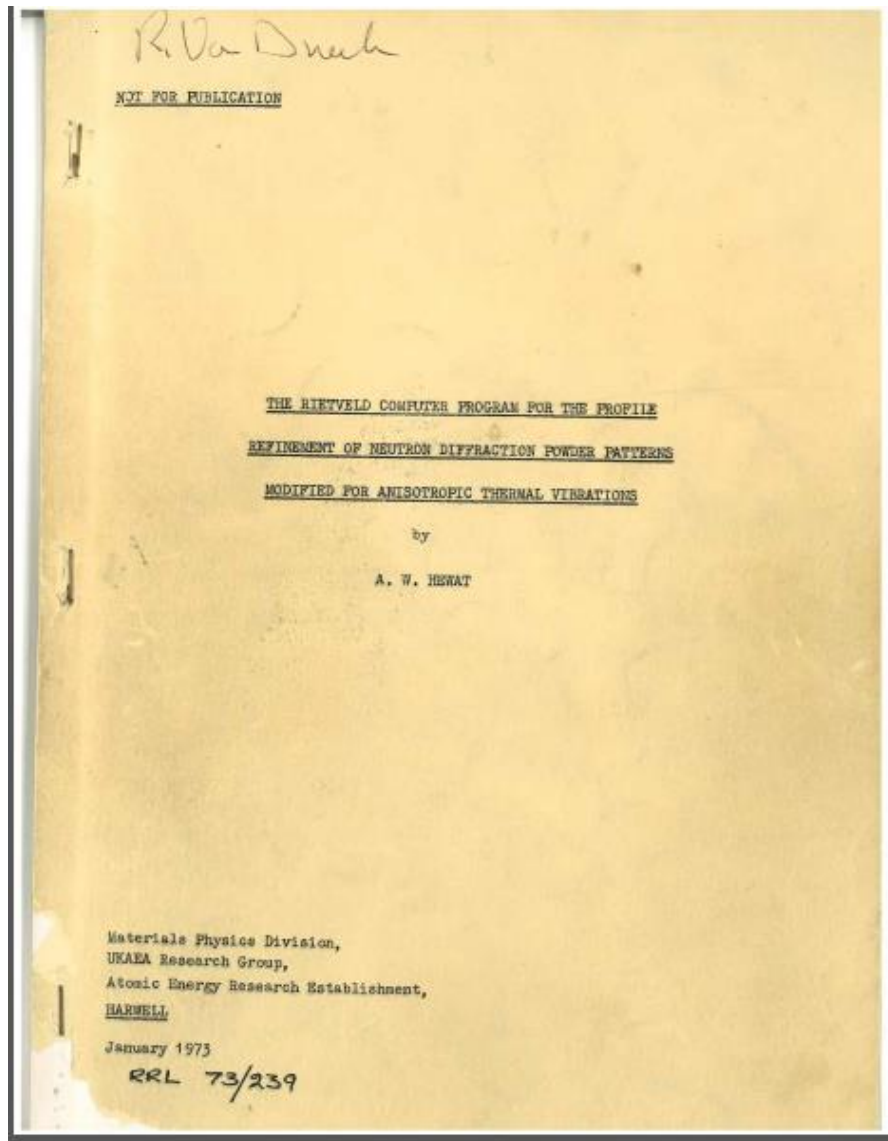 R. Von Dreele
NOT FOR PUBLICATION
THE RIETVELD COMPUTER PROGRAM FOR THE PROFILE
REFINEMENT OF NEUTRON DIFFRACTION POWDER PATTERNS
MODIFIED FOR ANISOTROPIC THERMAL VIBRATIONS
by
A. W. HEWAT
Materials Physics Division,
UKAEA Research Group,
Atomic Energy Research Establishment,
HARWELL
January 1973
RRL 73/239